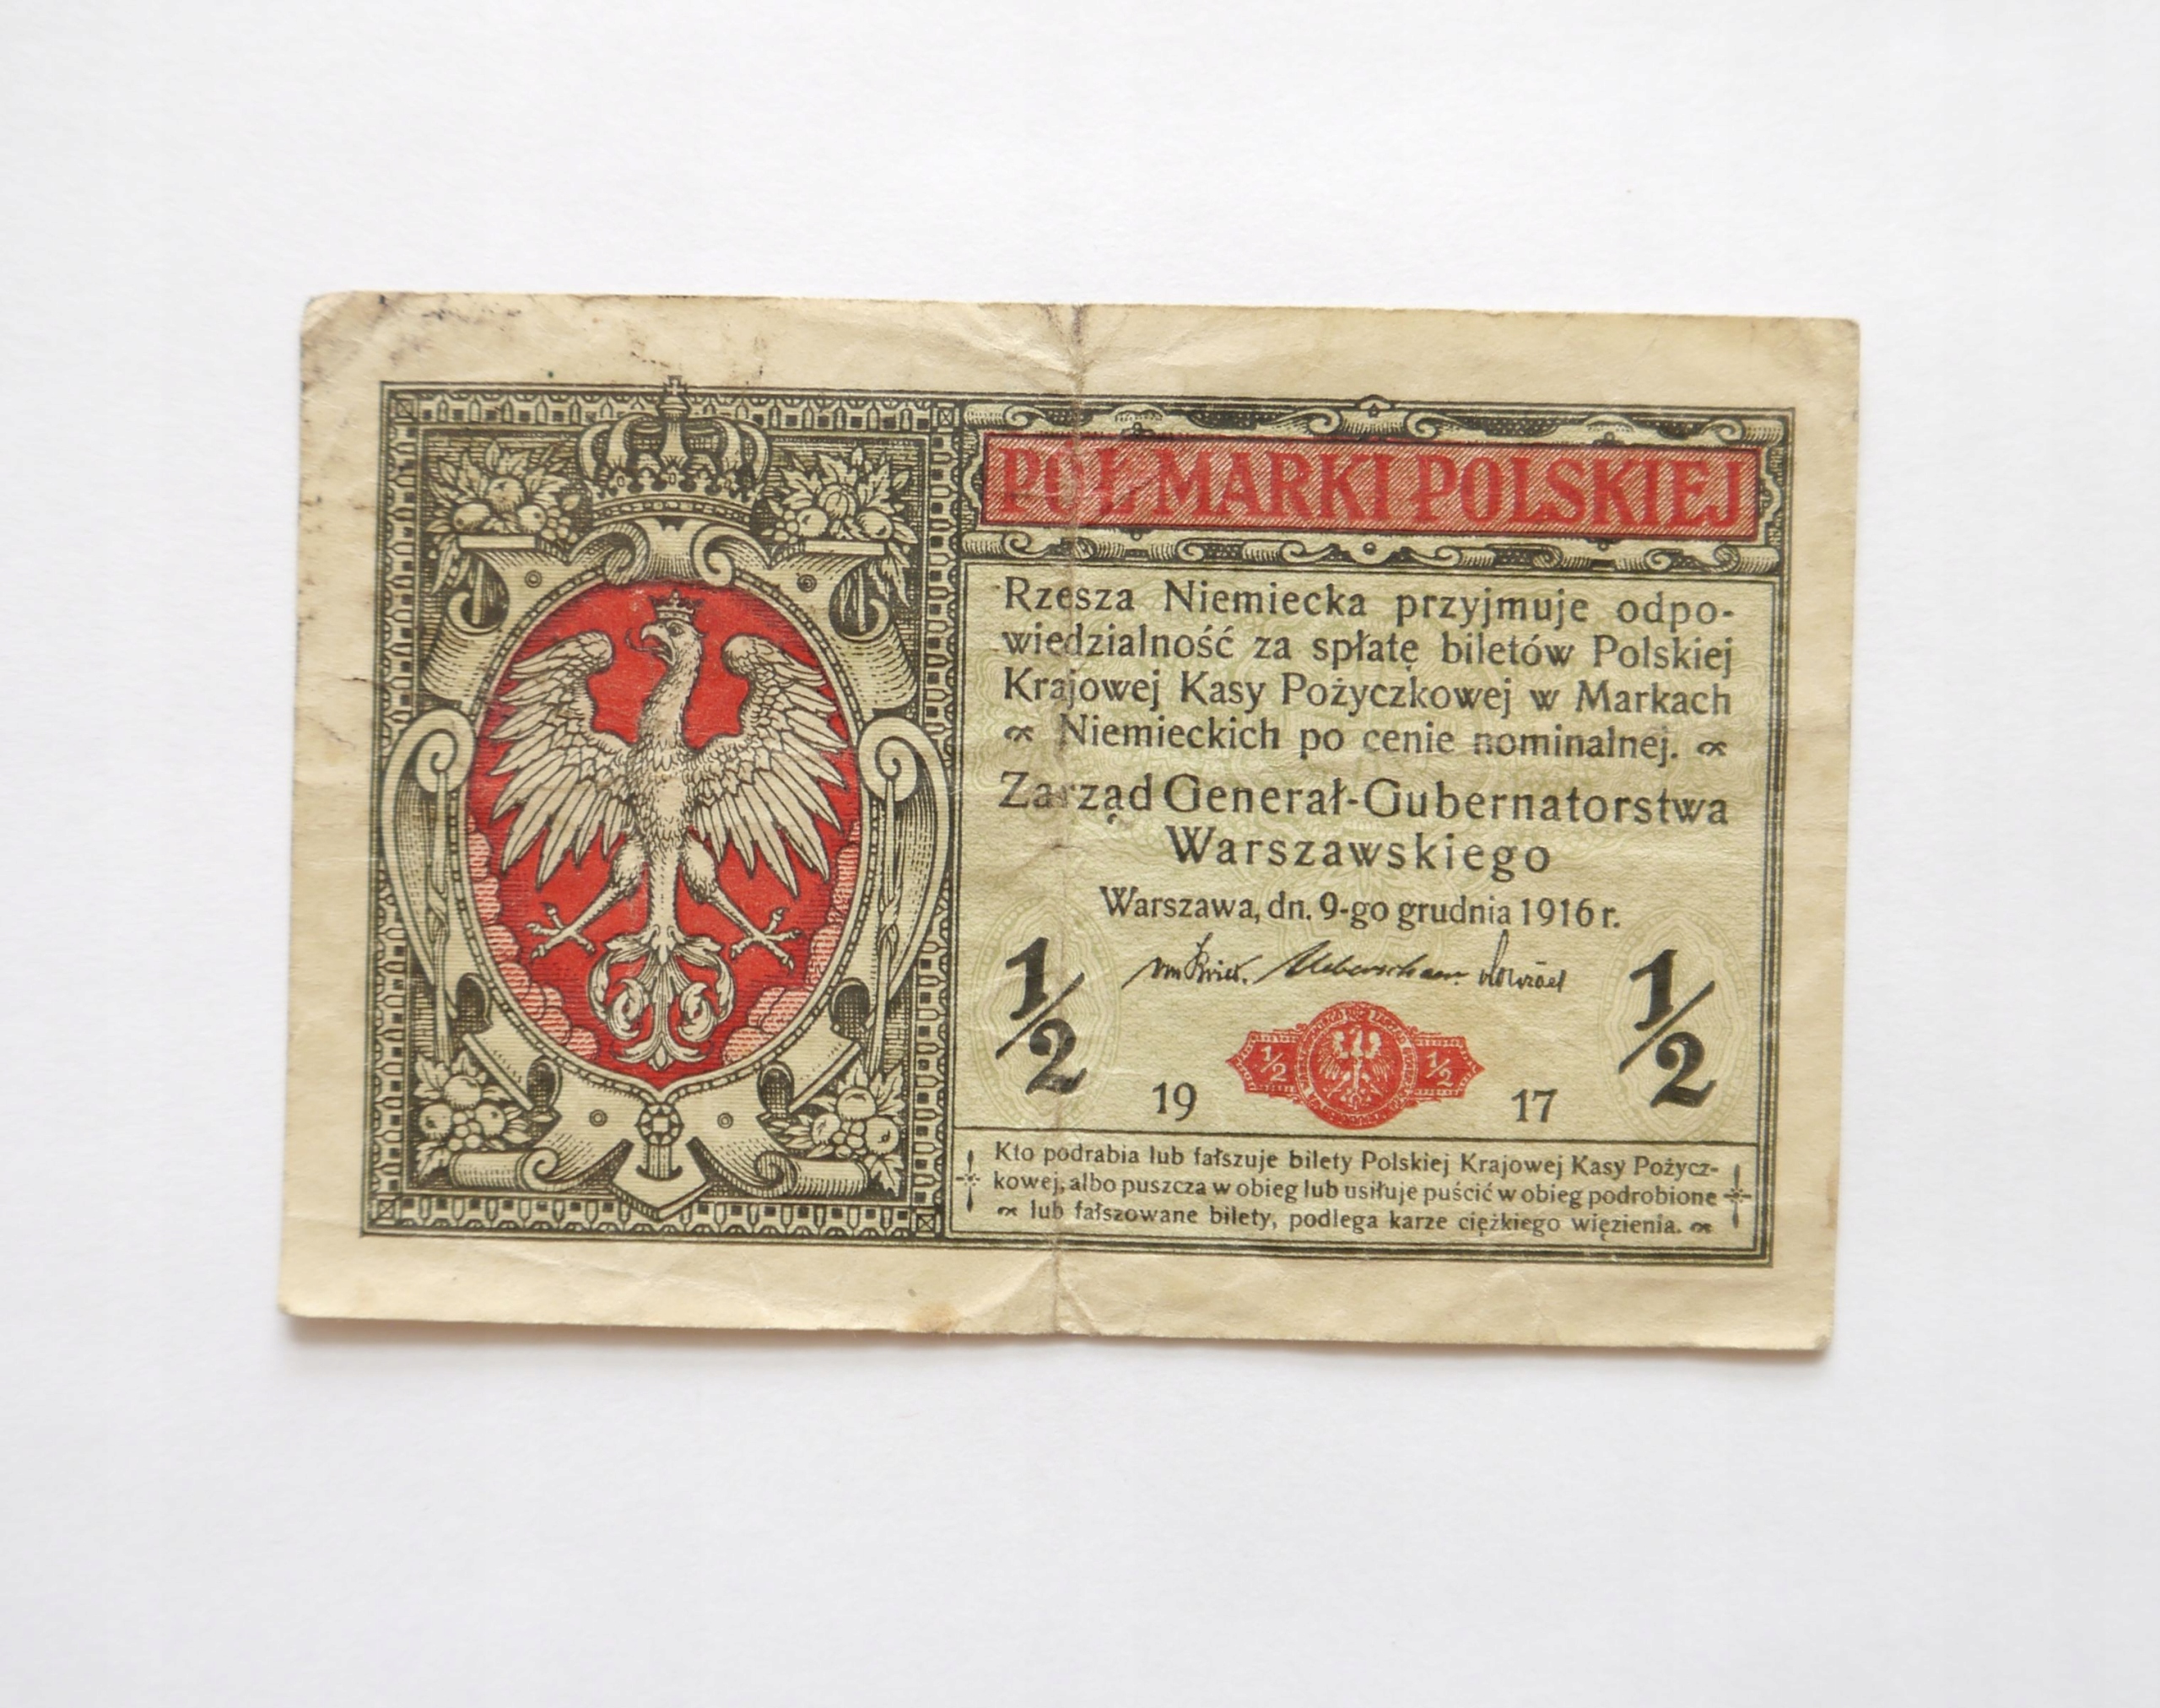 PÓŁ MARKI POLSKIEJ
Rzesza Niemiecka przyjmuje odpo-
wiedzialność za spłatę biletów Polskiej
Krajowej Kasy Pożyczkowej w Markach
Niemieckich po cenie nominalnej.
Zarząd Generał-Gubernatorstwa
Warszawskiego
Warszawa, dn. 9-go grudnia 1916 r.
1/2 1/2
1/2 1/2
19 17
Kto podrabia lub fałszuje bilety Polskiej Krajowej Kasy Pożycz-
kowej, albo puszcza w obieg lub usiłuje puścić w obieg podrobione
lub fałszowane bilety, podlega karze ciężkiego więzienia.